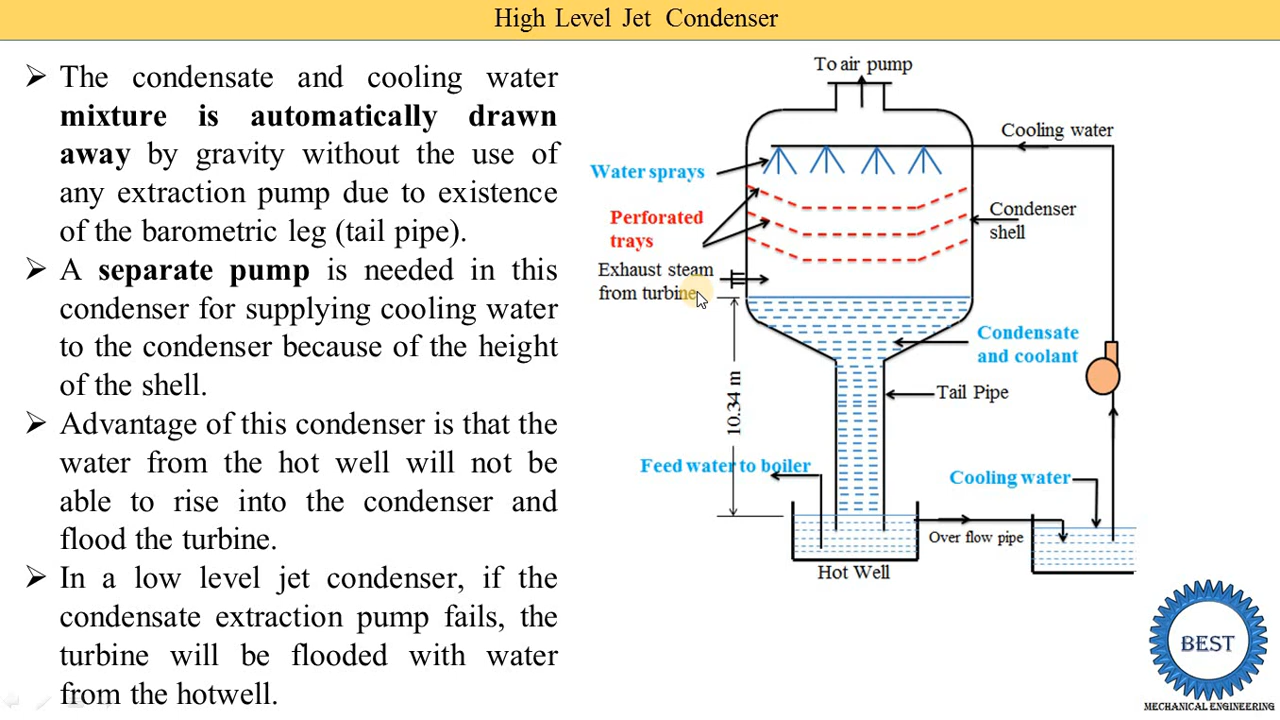 High Level Jet Condenser
➢ The condensate and cooling water
mixture is automatically drawn
away by gravity without the use of
any extraction pump due to existence
of the barometric leg (tail pipe).
➢ A separate pump is needed in this
condenser for supplying cooling water
to the condenser because of the height
of the shell.
➢ Advantage of this condenser is that the
water from the hot well will not be
able to rise into the condenser and
flood the turbine.
➢ In a low level jet condenser, if the
condensate extraction pump fails, the
turbine will be flooded with water
from the hotwell.
To air pump
Cooling water
Water sprays
Perforated
trays
Condenser
shell
Exhaust steam
from turbine
Condensate
and coolant
10.34 m
Tail Pipe
Feed water to boiler
Cooling water
Over flow pipe
Hot Well
BEST
MECHANICAL ENGINEERING